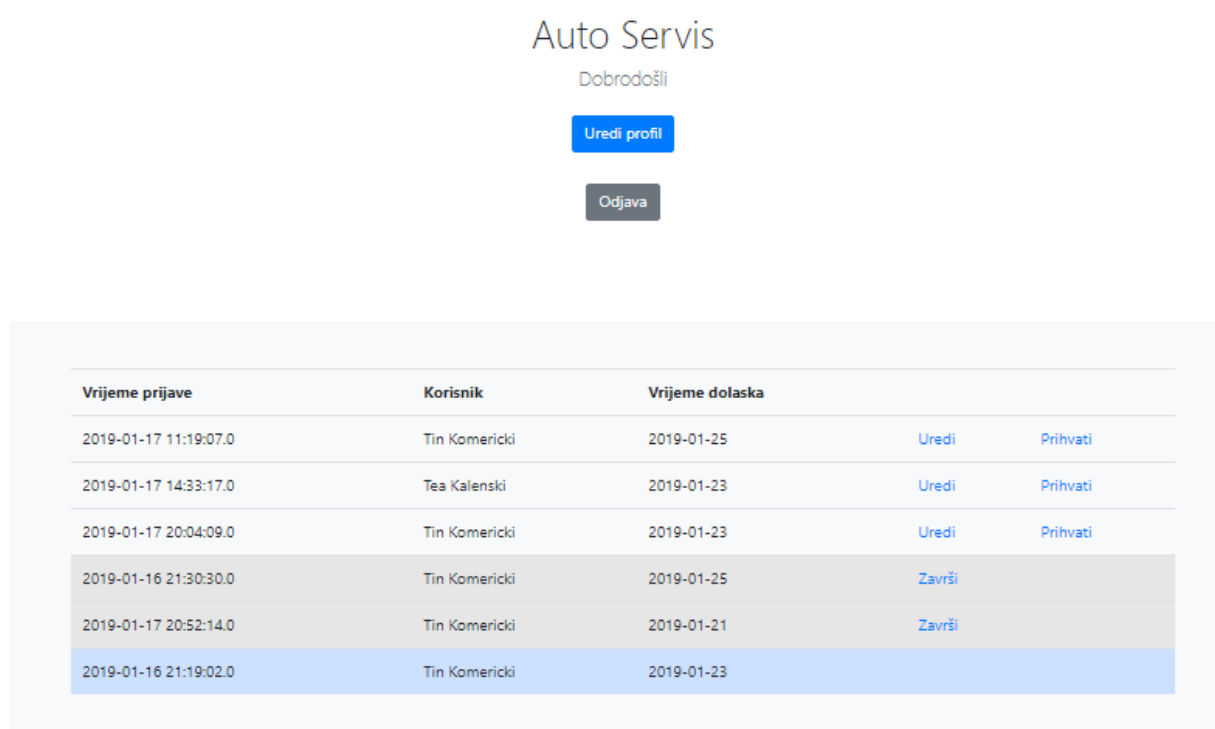 Auto Servis
Dobrodošli
Uredi profil
Odjava
Vrijeme prijave Korisnik Vrijeme dolaska
2019-01-17 11:19:07.0 Tin Komericki 2019-01-25 Uredi Prihvati
2019-01-17 14:33:17.0 Tea Kalenski 2019-01-23 Uredi Prihvati
2019-01-17 20:04:09.0 Tin Komericki 2019-01-23 Uredi Prihvati
2019-01-16 21:30:30.0 Tin Komericki 2019-01-25 Završi
2019-01-17 20:52:14.0 Tin Komericki 2019-01-21 Završi
2019-01-16 21:19:02.0 Tin Komericki 2019-01-23